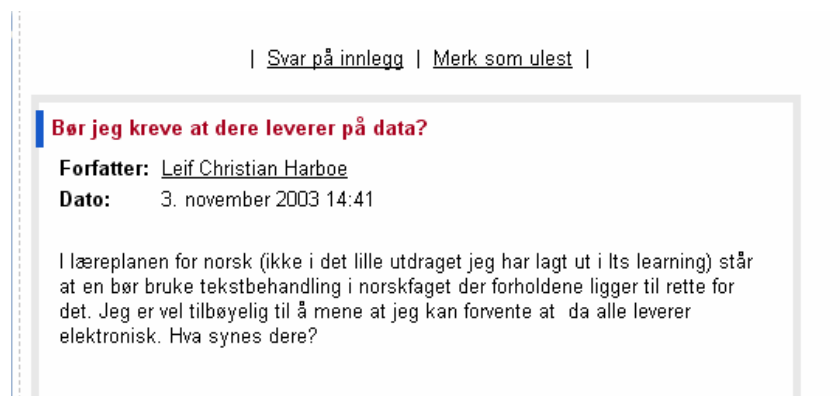 | Svar på innlegg | Merk som ulest |
Bør jeg kreve at dere leverer på data?
Forfatter: Leif Christian Harboe
Dato: 3. november 2003 14:41
I læreplanen for norsk (ikke i det lille utdraget jeg har lagt ut i Its learning) står
at en bør bruke tekstbehandling i norskfaget der forholdene ligger til rette for
det. Jeg er vel tilbøyelig til å mene at jeg kan forvente at  da alle leverer
elektronisk. Hva synes dere?